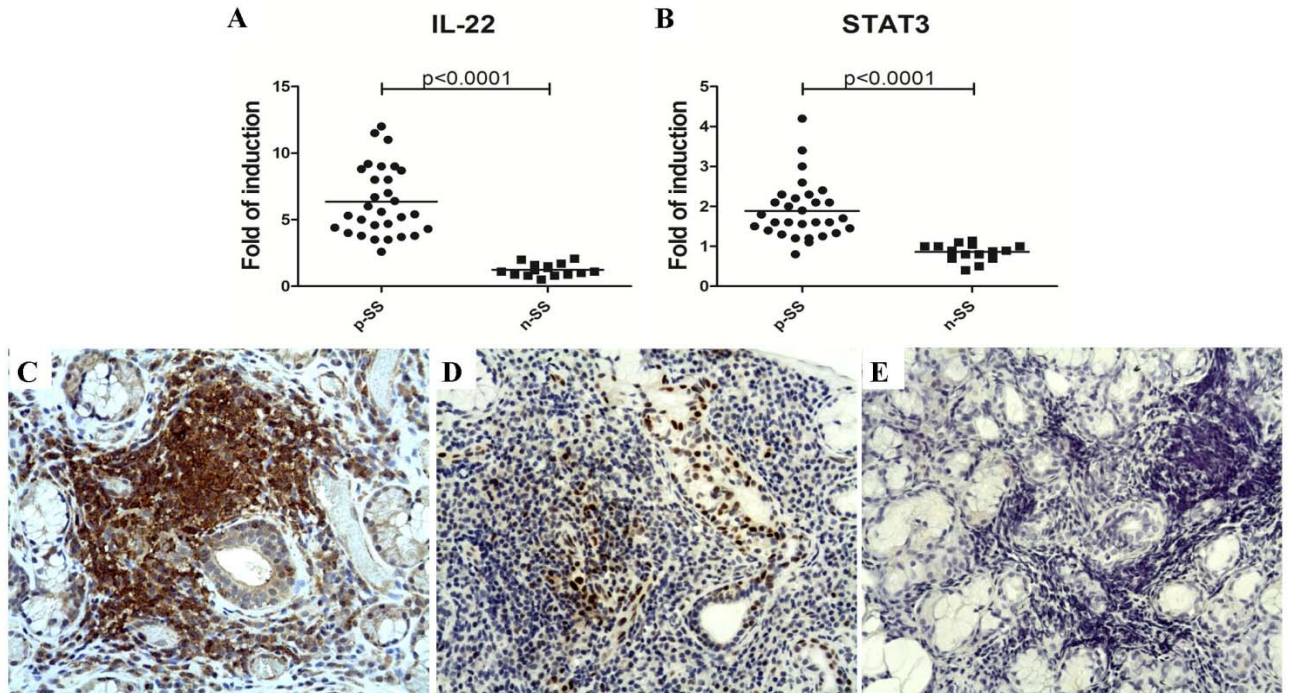 A
IL-22
p<0.0001
Fold of induction
15
10
5
0
p-SS
n-SS
B
STAT3
p<0.0001
Fold of induction
5
4
3
2
1
0
p-SS
n-SS
C
D
E